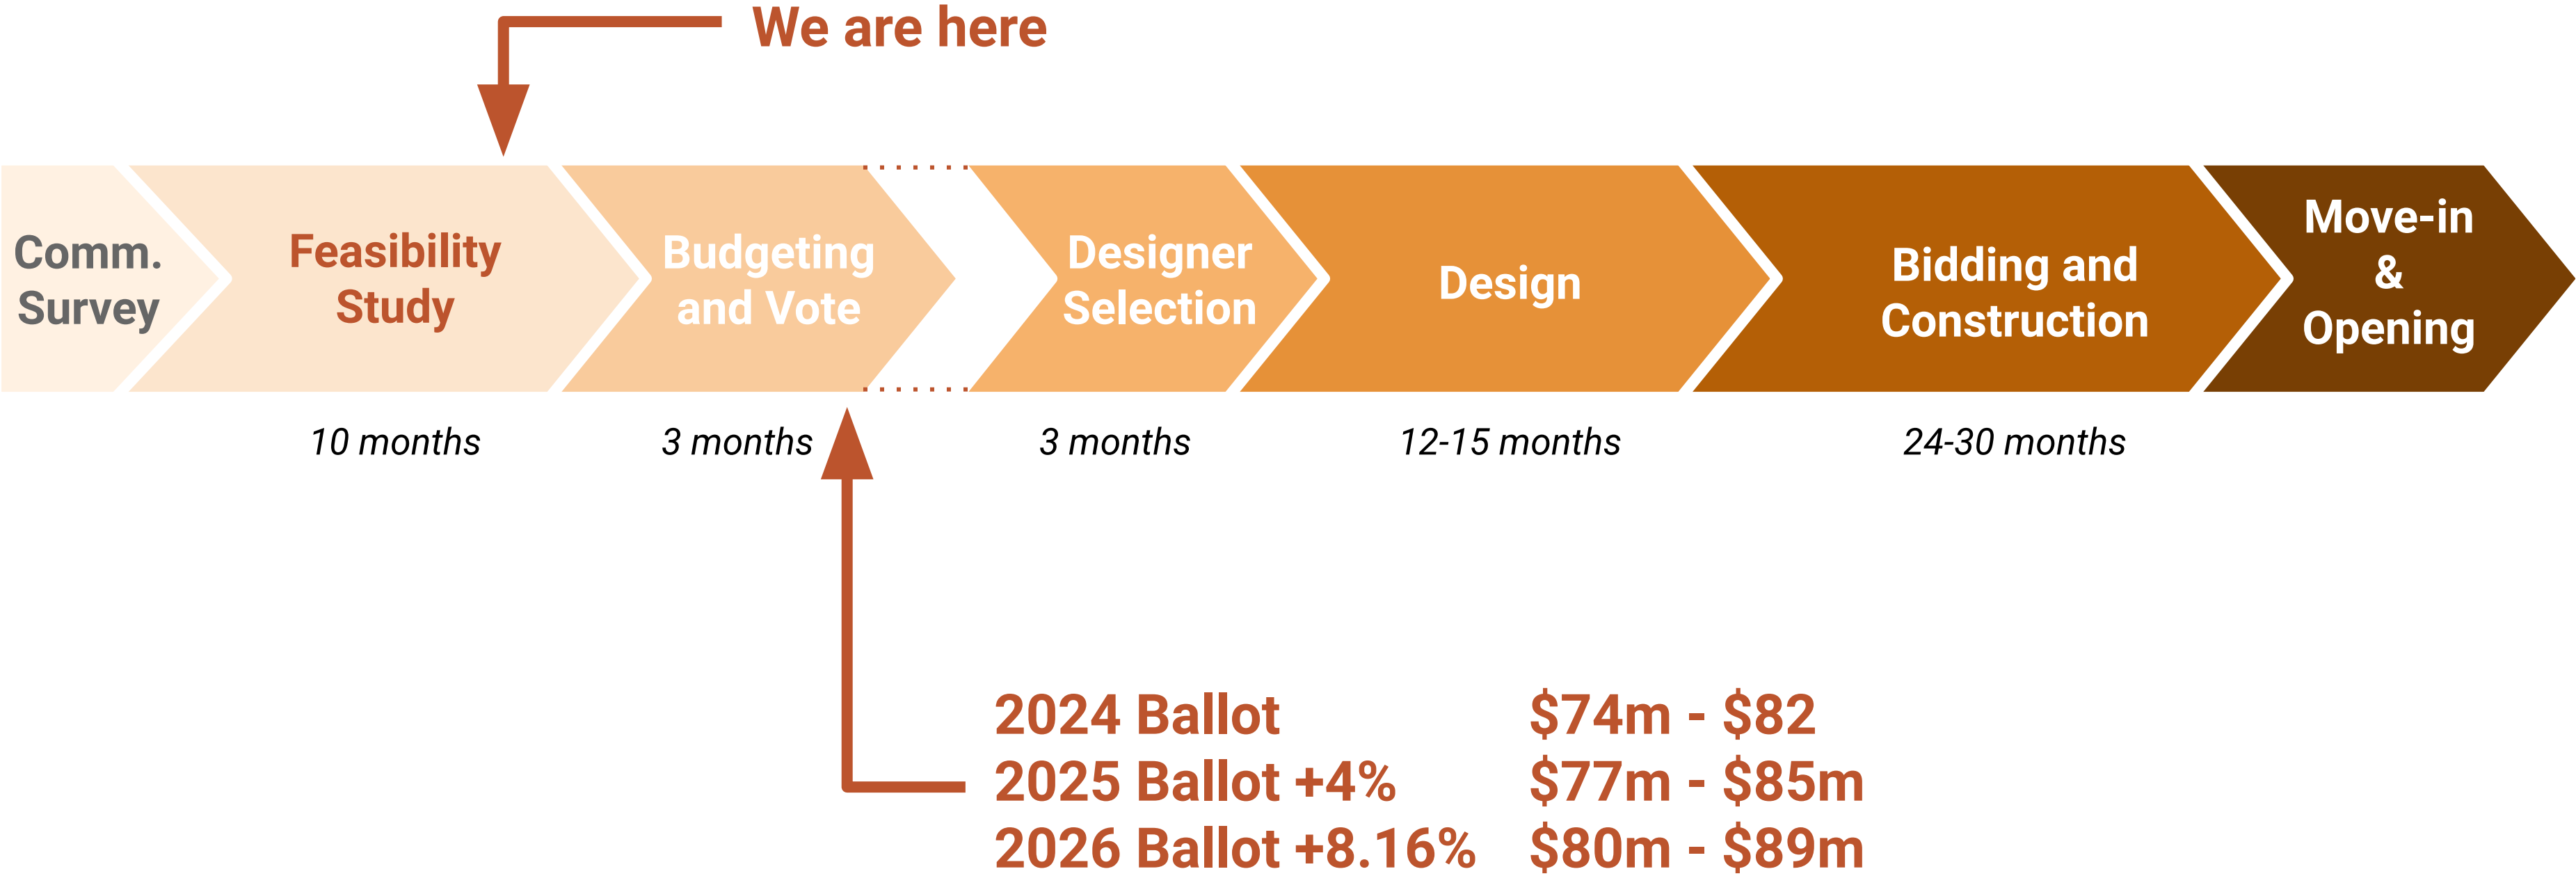 We are here
Comm.
Survey
Feasibility
Study
Budgeting
and Vote
Designer
Selection
Design
Bidding and
Construction
Move-in
&
Opening
10 months
3 months
3 months
12-15 months
24-30 months
2024 Ballot $74m - $82
2025 Ballot +4% $77m - $85m
2026 Ballot +8.16% $80m - $89m